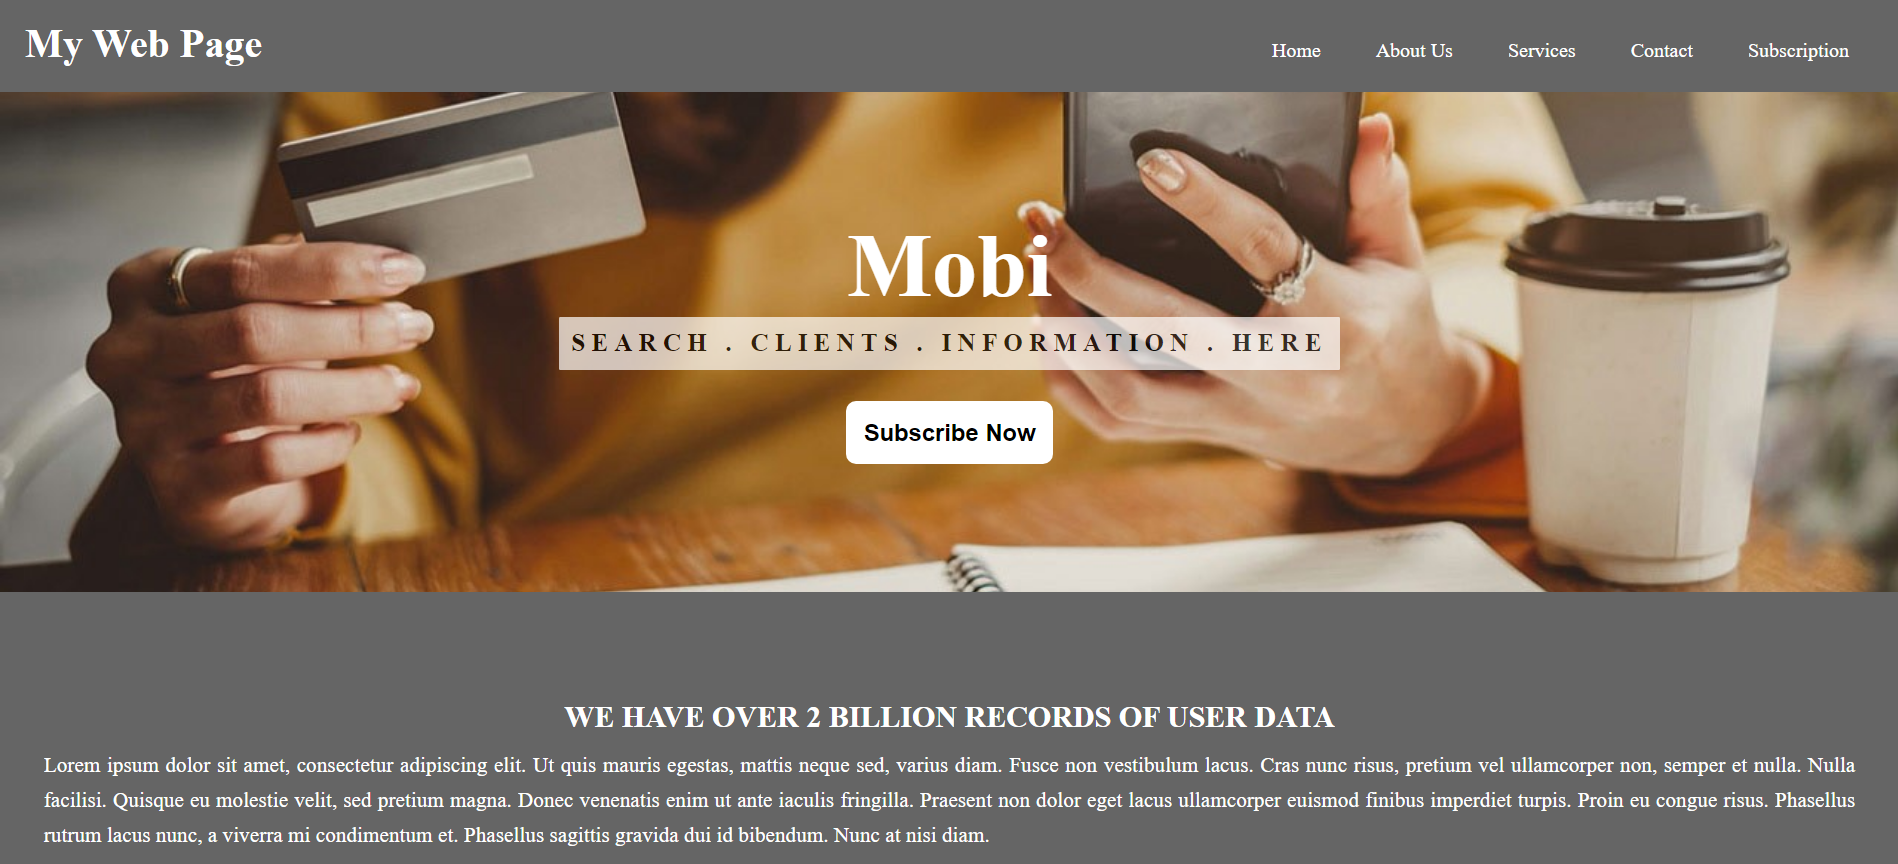 My Web Page
Home About Us Services Contact Subscription
Mobi
SEARCH . CLIENTS . INFORMATION . HERE
Subscribe Now
WE HAVE OVER 2 BILLION RECORDS OF USER DATA
Lorem ipsum dolor sit amet, consectetur adipiscing elit. Ut quis mauris egestas, mattis neque sed, varius diam. Fusce non vestibulum lacus. Cras nunc risus, pretium vel ullamcorper non, semper et nulla. Nulla
facilisi. Quisque eu molestie velit, sed pretium magna. Donec venenatis enim ut ante iaculis fringilla. Praesent non dolor eget lacus ullamcorper euismod finibus imperdiet turpis. Proin eu congue risus. Phasellus
rutrum lacus nunc, a viverra mi condimentum et. Phasellus sagittis gravida dui id bibendum. Nunc at nisi diam.